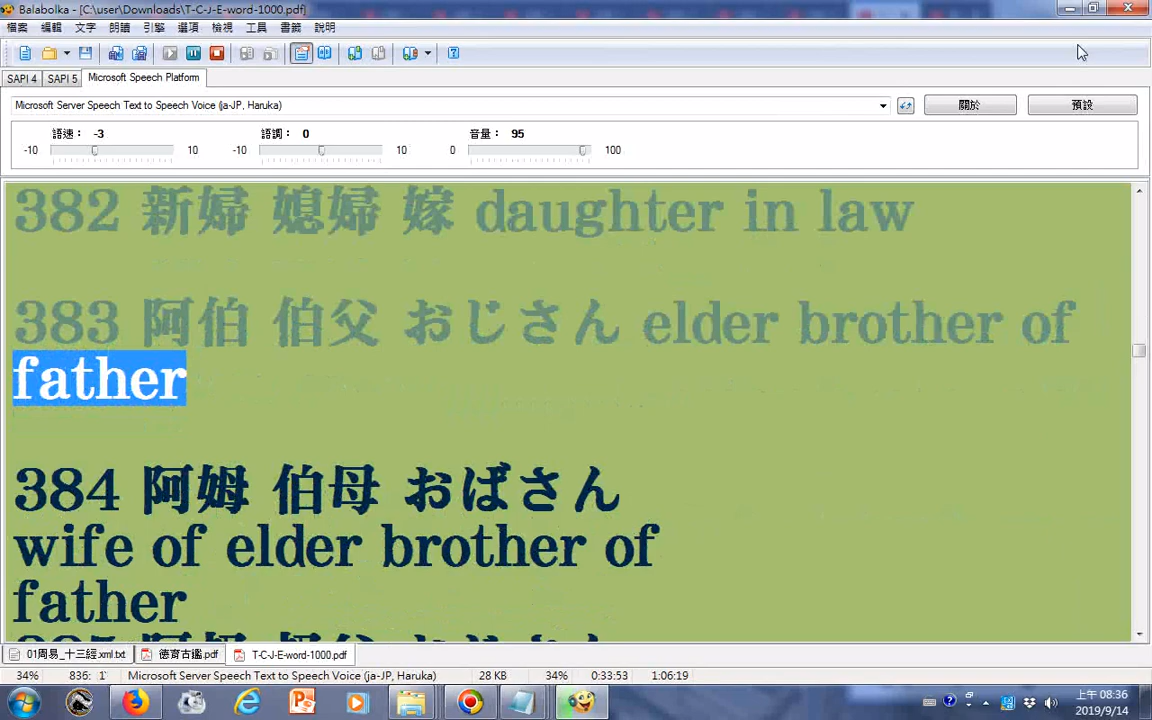 Balabolka - [C:\user\Downloads\T-C-J-E-word-1000.pdf]
檔案 編輯 文字 朗讀 引擎 選項 檢視 工具 書籤 說明
SAPI 4 SAPI 5 Microsoft Speech Platform
Microsoft Server Speech Text to Speech Voice (ja-JP, Haruka) 關於 預設
語速： -3 語調： 0 音量： 95
-10 10 -10 10 0 100
382 新婦 媳婦 嫁 daughter in law
383 阿伯 伯父 おじさん elder brother of
father
384 阿姆 伯母 おばさん
wife of elder brother of
father
01周易_十三經.xml.txt 德育古鑑.pdf T-C-J-E-word-1000.pdf
34% 836: 1 Microsoft Server Speech Text to Speech Voice (ja-JP, Haruka) 28 KB 34% 0:33:53 1:06:19
上午 08:36
2019/9/14